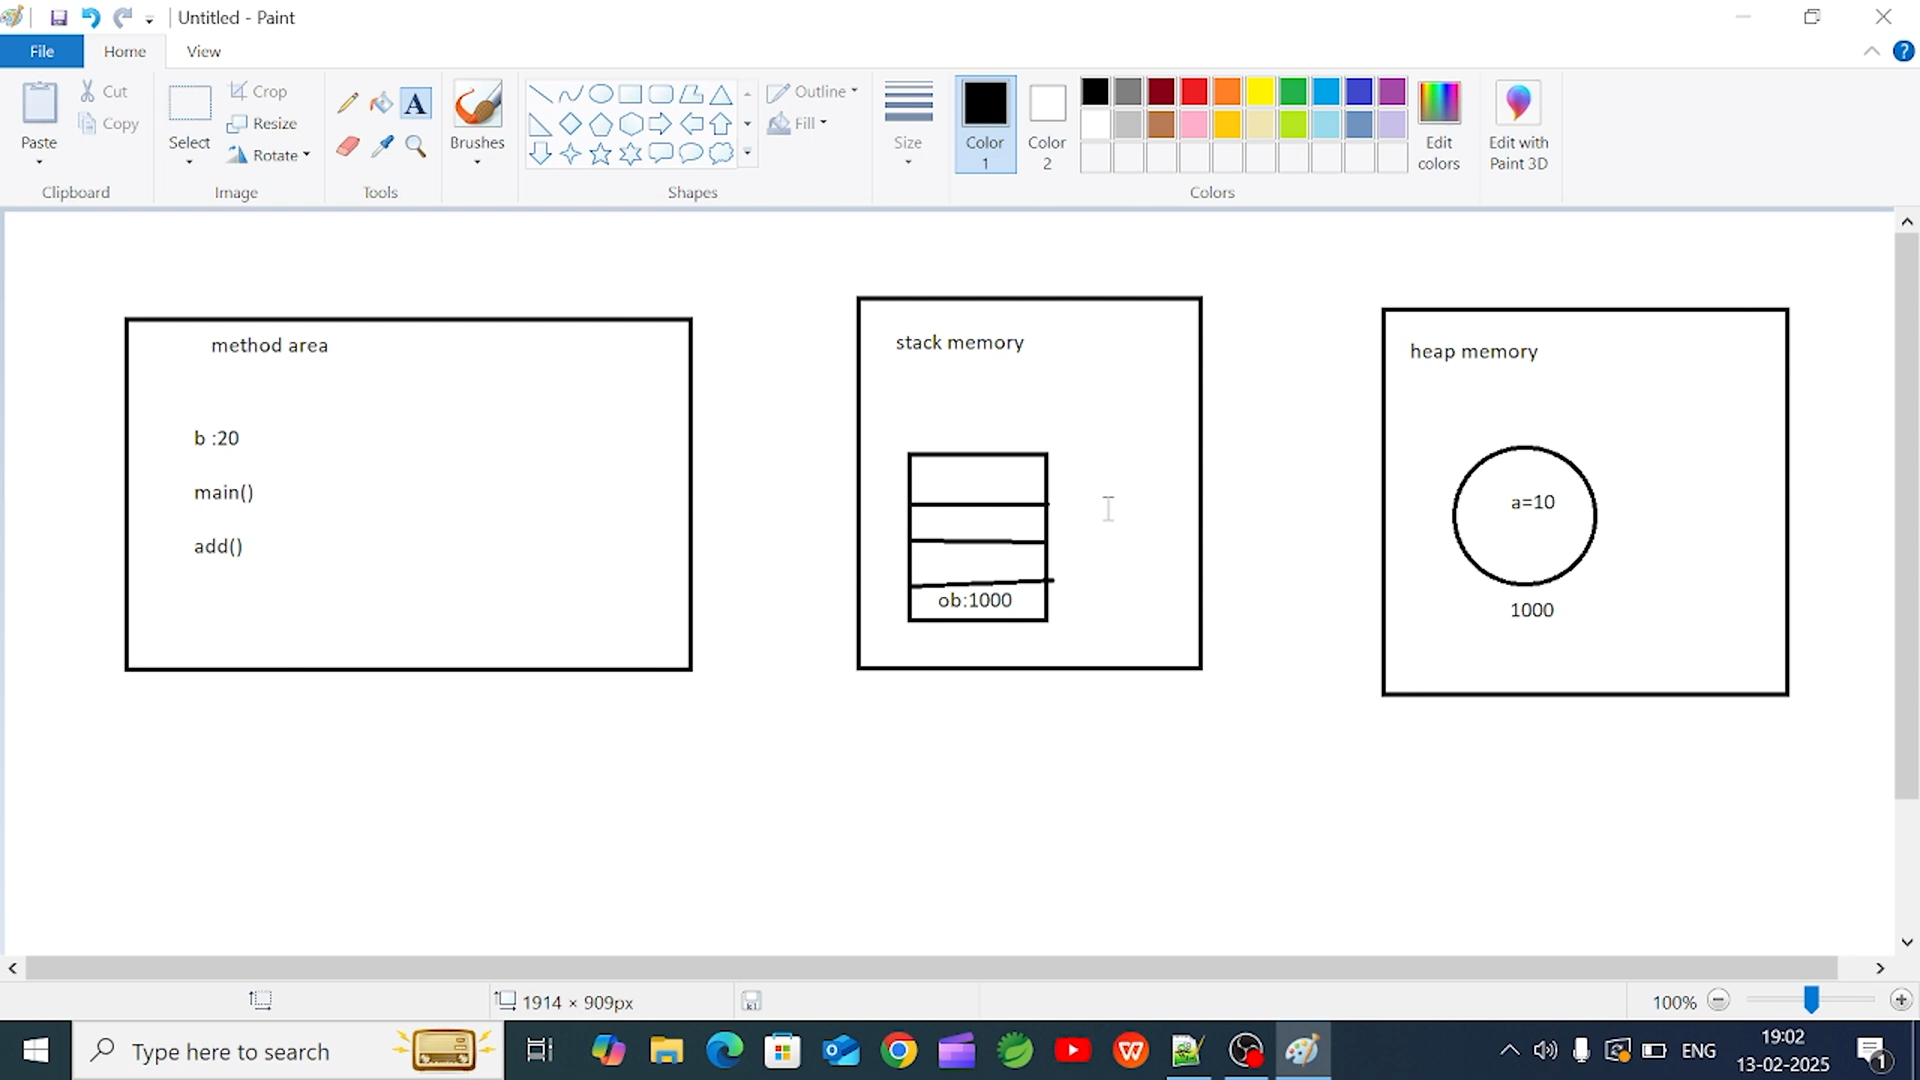 Untitled - Paint
File
Home
View
Paste
Cut
Copy
Clipboard
Select
Crop
Resize
Rotate
Image
A
Tools
Brushes
Shapes
Outline
Fill
Size
Color 1
Color 2
Colors
Edit colors
Edit with Paint 3D
?
method area
b :20
main()
add()
stack memory
ob:1000
heap memory
a=10
1000
1914 × 909px
100%
Type here to search
W
ENG
19:02
13-02-2025
1